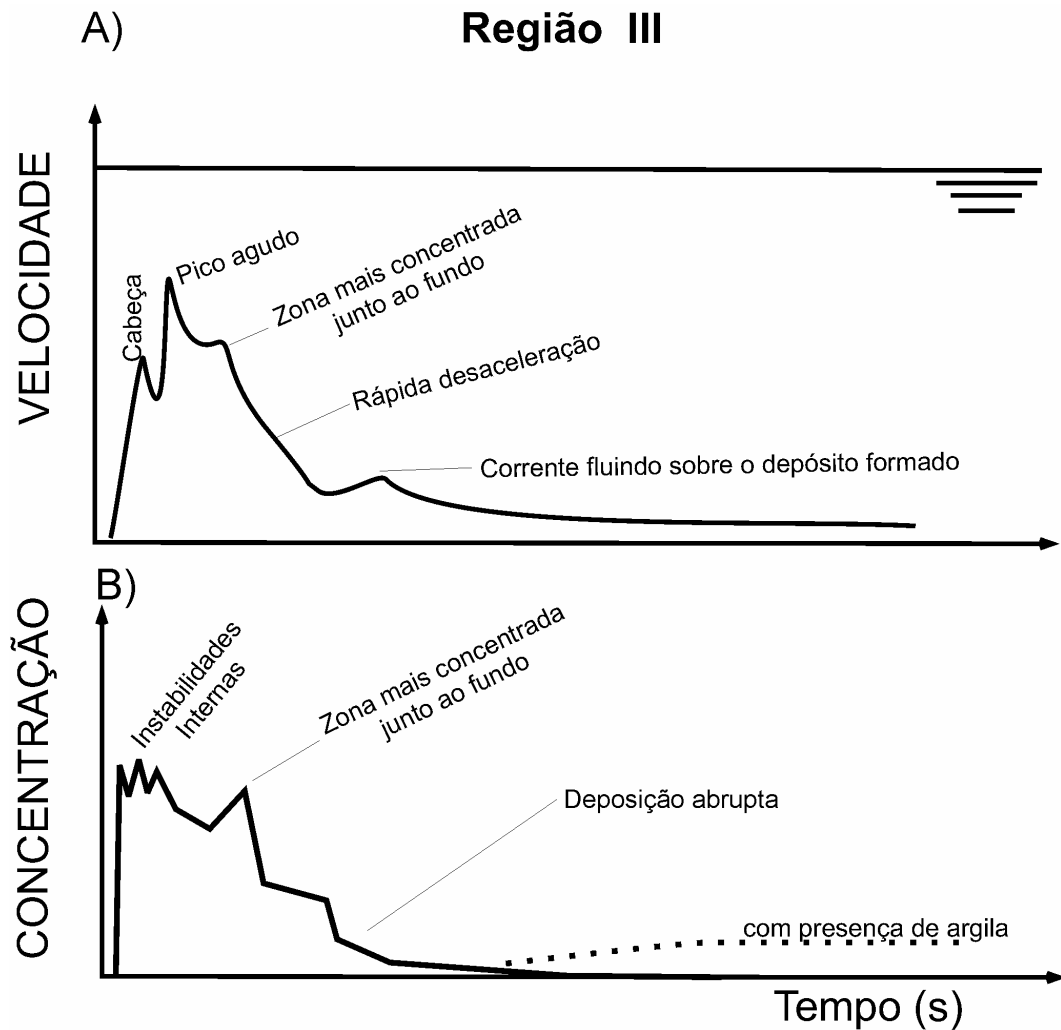 A)
Região III
VELOCIDADE
Cabeça
Pico agudo
Zona mais concentrada
junto ao fundo
Rápida desaceleração
Corrente fluindo sobre o depósito formado
B)
CONCENTRAÇÃO
Instabilidades
Internas
Zona mais concentrada
junto ao fundo
Deposição abrupta
com presença de argila
Tempo (s)